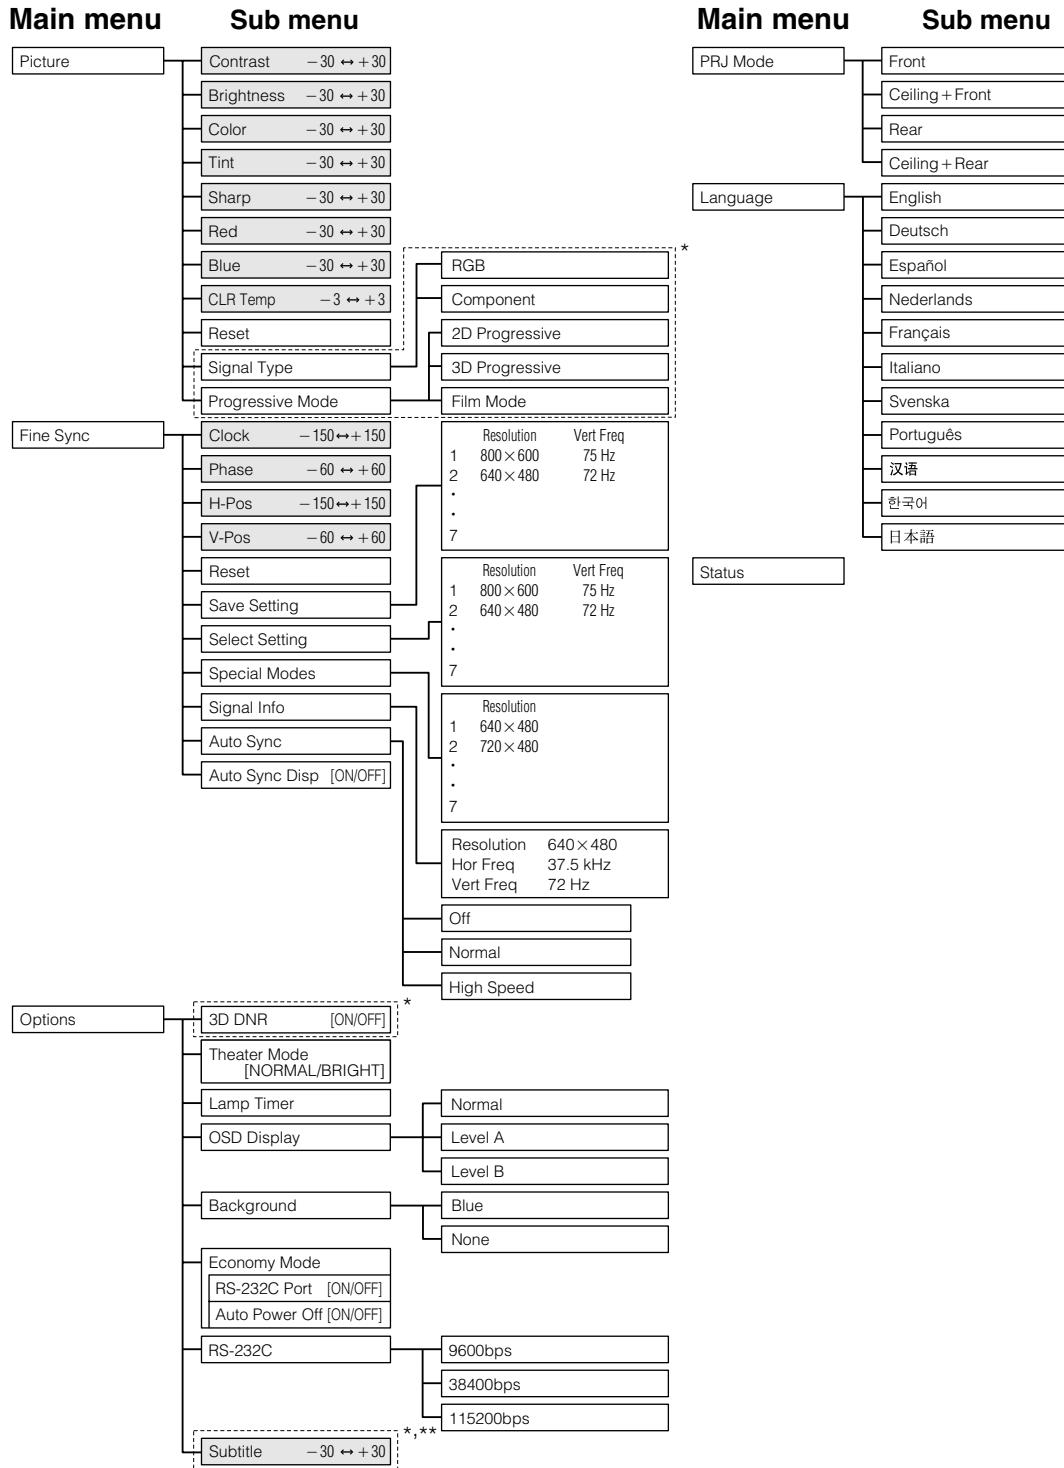 Main menu Sub menu
Picture
Contrast −30 ↔ +30
Brightness −30 ↔ +30
Color −30 ↔ +30
Tint −30 ↔ +30
Sharp −30 ↔ +30
Red −30 ↔ +30
Blue −30 ↔ +30
CLR Temp −3 ↔ +3
Reset
Signal Type
Progressive Mode
*
RGB
Component
2D Progressive
3D Progressive
Film Mode
Fine Sync
Clock −150↔+150
Phase −60 ↔ +60
H-Pos −150↔+150
V-Pos −60 ↔ +60
Reset
Save Setting
Select Setting
Special Modes
Signal Info
Auto Sync
Auto Sync Disp [ON/OFF]
Resolution Vert Freq
1 800×600 75 Hz
2 640×480 72 Hz
·
·
7
Resolution Vert Freq
1 800×600 75 Hz
2 640×480 72 Hz
·
·
7
Resolution
1 640×480
2 720×480
·
·
7
Resolution 640×480
Hor Freq 37.5 kHz
Vert Freq 72 Hz
Off
Normal
High Speed
Options
3D DNR [ON/OFF]
*
Theater Mode
[NORMAL/BRIGHT]
Lamp Timer
OSD Display
Normal
Level A
Level B
Background
Blue
None
Economy Mode
RS-232C Port [ON/OFF]
Auto Power Off [ON/OFF]
RS-232C
9600bps
38400bps
115200bps
*,**
Subtitle −30 ↔ +30
Main menu Sub menu
PRJ Mode
Front
Ceiling+Front
Rear
Ceiling+Rear
Language
English
Deutsch
Español
Nederlands
Français
Italiano
Svenska
Português
汉语
한국어
日本語
Status